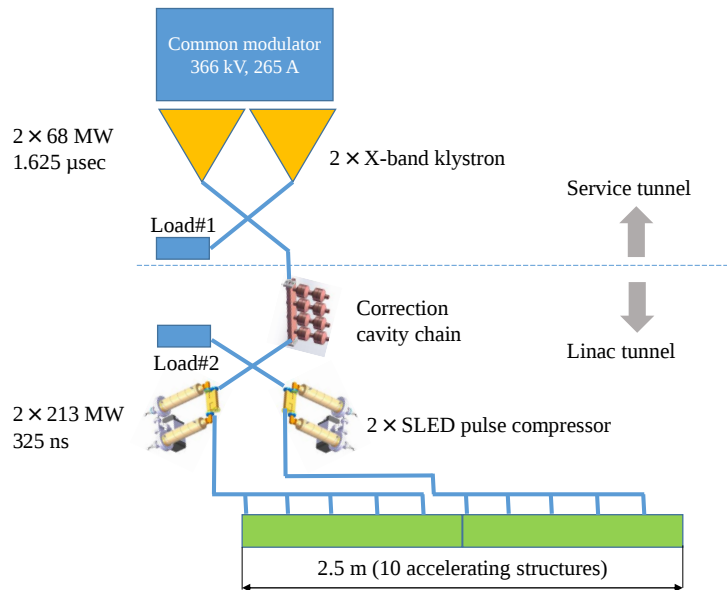 Common modulator
366 kV, 265 A
2 × 68 MW
1.625 μsec
2 × X-band klystron
Service tunnel
Load#1
Correction
cavity chain
Linac tunnel
Load#2
2 × 213 MW
325 ns
2 × SLED pulse compressor
2.5 m (10 accelerating structures)